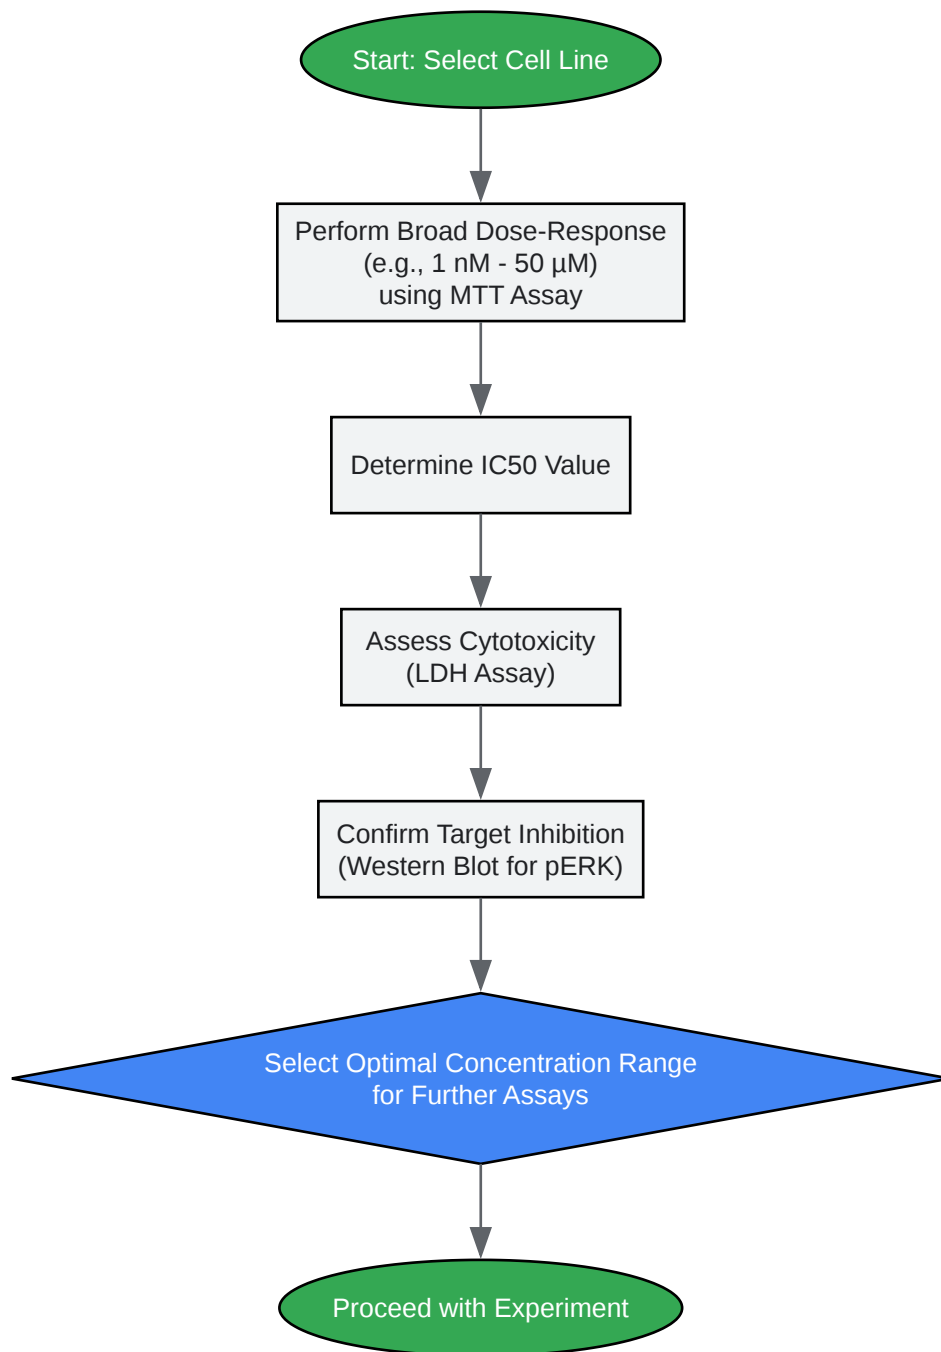 Start: Select Cell Line
Perform Broad Dose-Response
(e.g., 1 nM - 50 µM)
using MTT Assay
Determine IC50 Value
Assess Cytotoxicity
(LDH Assay)
Confirm Target Inhibition
(Western Blot for pERK)
Select Optimal Concentration Range
for Further Assays
Proceed with Experiment